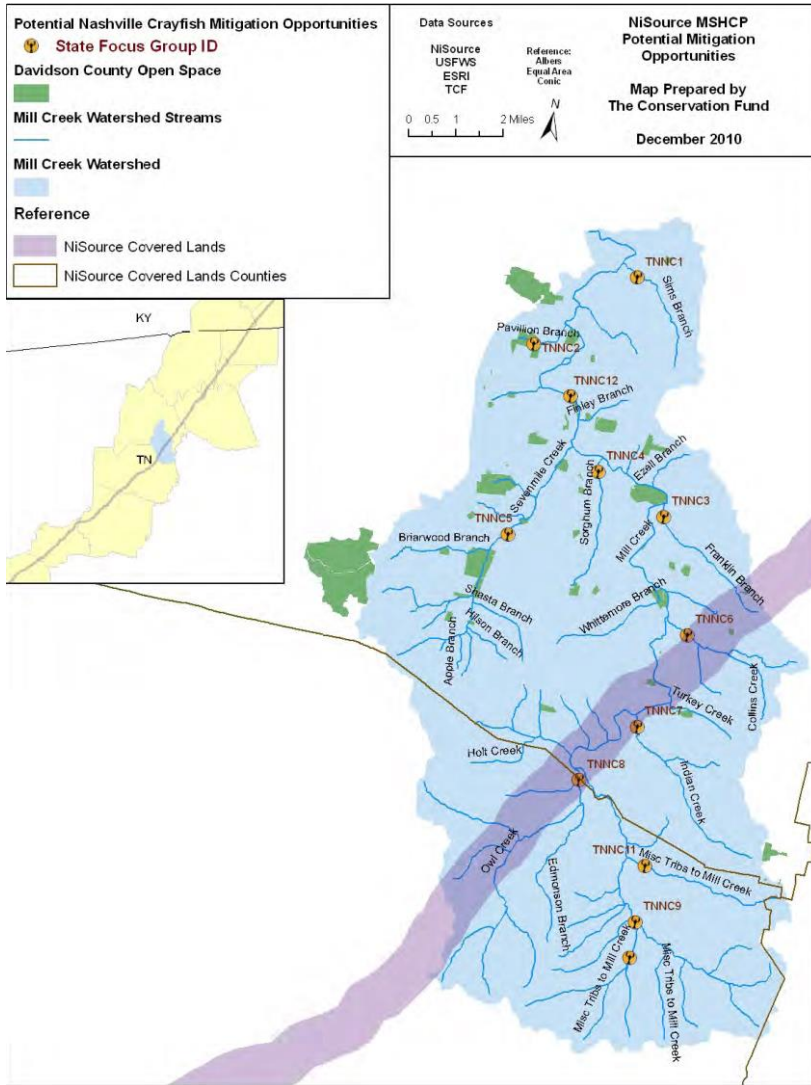 Potential Nashville Crayfish Mitigation Opportunities
State Focus Group ID
Davidson County Open Space
Mill Creek Watershed Streams
Mill Creek Watershed
Reference
NiSource Covered Lands
NiSource Covered Lands Counties
Data Sources
NiSource
USFWS
ESRI
TCF
Reference:
Albers
Equal Area
Conic
N
0 0.5 1 2 Miles
NiSource MSHCP
Potential Mitigation
Opportunities
Map Prepared by
The Conservation Fund
December 2010
KY
TN
TNNC1
Sims Branch
Pavillion Branch
TNNC2
TNNC12
Finley Branch
Sevenmile Creek
TNNC4
Ezell Branch
Sorghum Branch
TNNC3
TNNC5
Mill Creek
Briarwood Branch
Franklin Branch
Shasta Branch
Whittemore Branch
Hilson Branch
Apple Branch
TNNC6
Collins Creek
Turkey Creek
TNNC7
Holt Creek
TNNC8
Indian Creek
Owl Creek
TNNC11
Misc Tribs to Mill Creek
Edmonson Branch
TNNC9
Misc Tribs to Mill Creek
Misc Tribs to Mill Creek